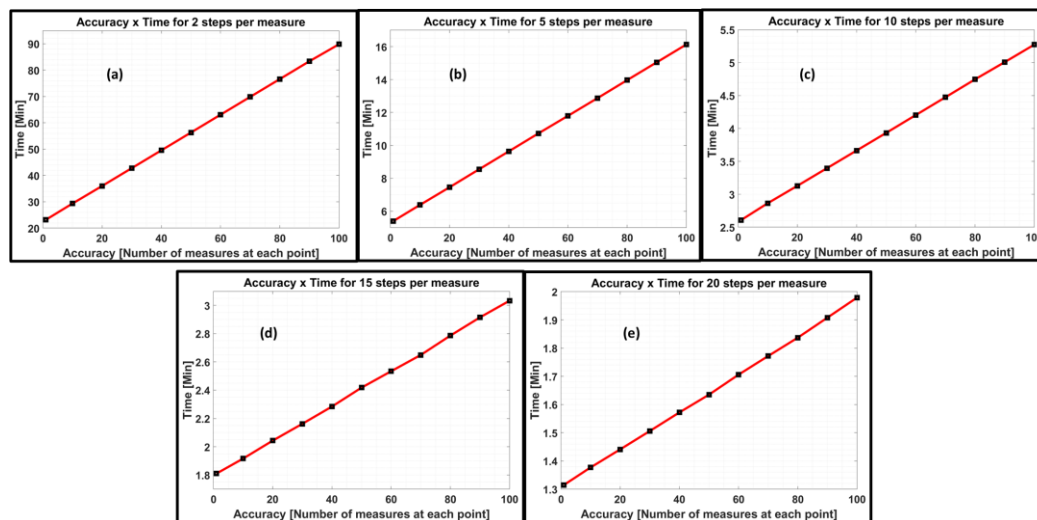 Accuracy x Time for 2 steps per measure
(a)
Time [Min]
90
80
70
60
50
40
30
20
0 20 40 60 80 100
Accuracy [Number of measures at each point]
Accuracy x Time for 5 steps per measure
(b)
Time [Min]
16
14
12
10
8
6
0 20 40 60 80 100
Accuracy [Number of measures at each point]
Accuracy x Time for 10 steps per measure
(c)
Time [Min]
5.5
5
4.5
4
3.5
3
2.5
0 20 40 60 80 100
Accuracy [Number of measures at each point]
Accuracy x Time for 15 steps per measure
(d)
Time [Min]
3
2.8
2.6
2.4
2.2
2
1.8
0 20 40 60 80 100
Accuracy [Number of measures at each point]
Accuracy x Time for 20 steps per measure
(e)
Time [Min]
2
1.9
1.8
1.7
1.6
1.5
1.4
1.3
0 20 40 60 80 100
Accuracy [Number of measures at each point]